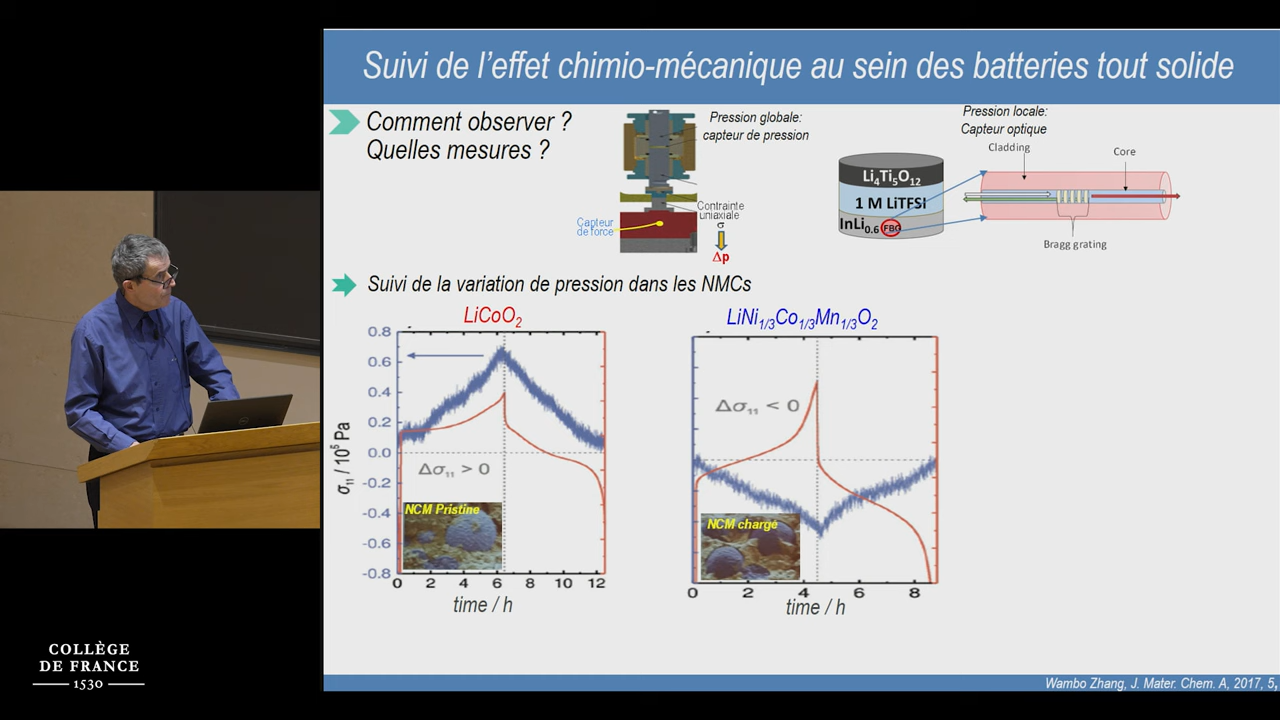 Suivi de l'effet chimio-mécanique au sein des batteries tout solide
Comment observer ?
Quelles mesures ?
Pression globale:
capteur de pression
Contrainte
uniaxiale
σ
Δp
Capteur
de force
Pression locale:
Capteur optique
Cladding
Core
Bragg grating
Li4Ti5O12
1 M LiTFSI
InLi0.6
FBG
Suivi de la variation de pression dans les NMCs
LiCoO2
σ11 / 10⁵ Pa
0.8
0.6
0.4
0.2
0.0
-0.2
-0.4
-0.6
-0.8
Δσ11 > 0
NCM Pristine
0 2 4 6 8 10 12
time / h
LiNi1/3Co1/3Mn1/3O2
Δσ11 < 0
NCM chargé
0 2 4 6 8
time / h
Wambo Zhang, J. Mater. Chem. A, 2017, 5,
COLLÈGE
DE FRANCE
1530